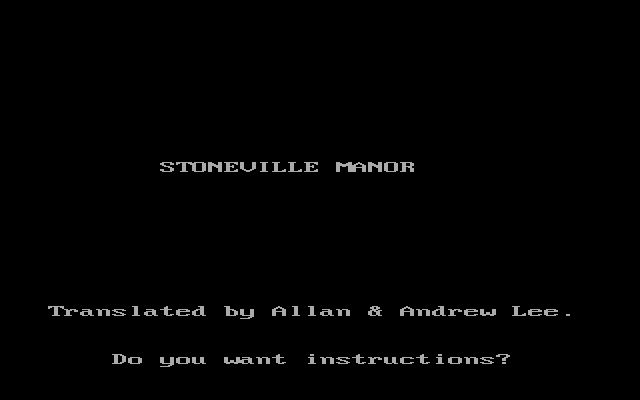 STONEVILLE MANOR
Translated by Allan & Andrew Lee.
Do you want instructions?